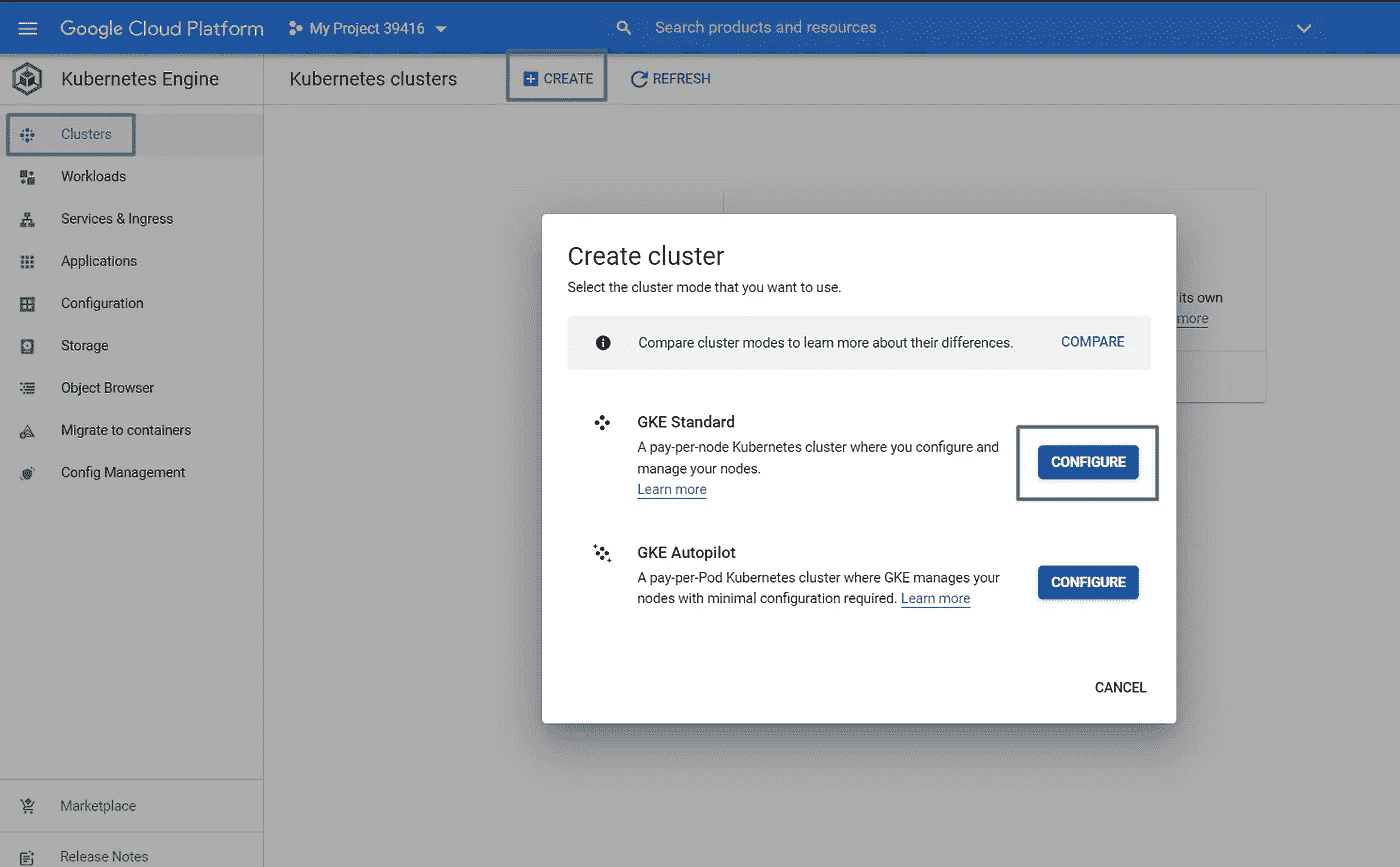 Google Cloud Platform
My Project 39416
Search products and resources
Kubernetes Engine
Kubernetes clusters
CREATE
REFRESH
Clusters
Workloads
Services & Ingress
Applications
Configuration
Storage
Object Browser
Migrate to containers
Config Management
Marketplace
Release Notes
its own
more
Create cluster
Select the cluster mode that you want to use.
Compare cluster modes to learn more about their differences.
COMPARE
GKE Standard
A pay-per-node Kubernetes cluster where you configure and
manage your nodes.
Learn more
CONFIGURE
GKE Autopilot
A pay-per-Pod Kubernetes cluster where GKE manages your
nodes with minimal configuration required. Learn more
CONFIGURE
CANCEL